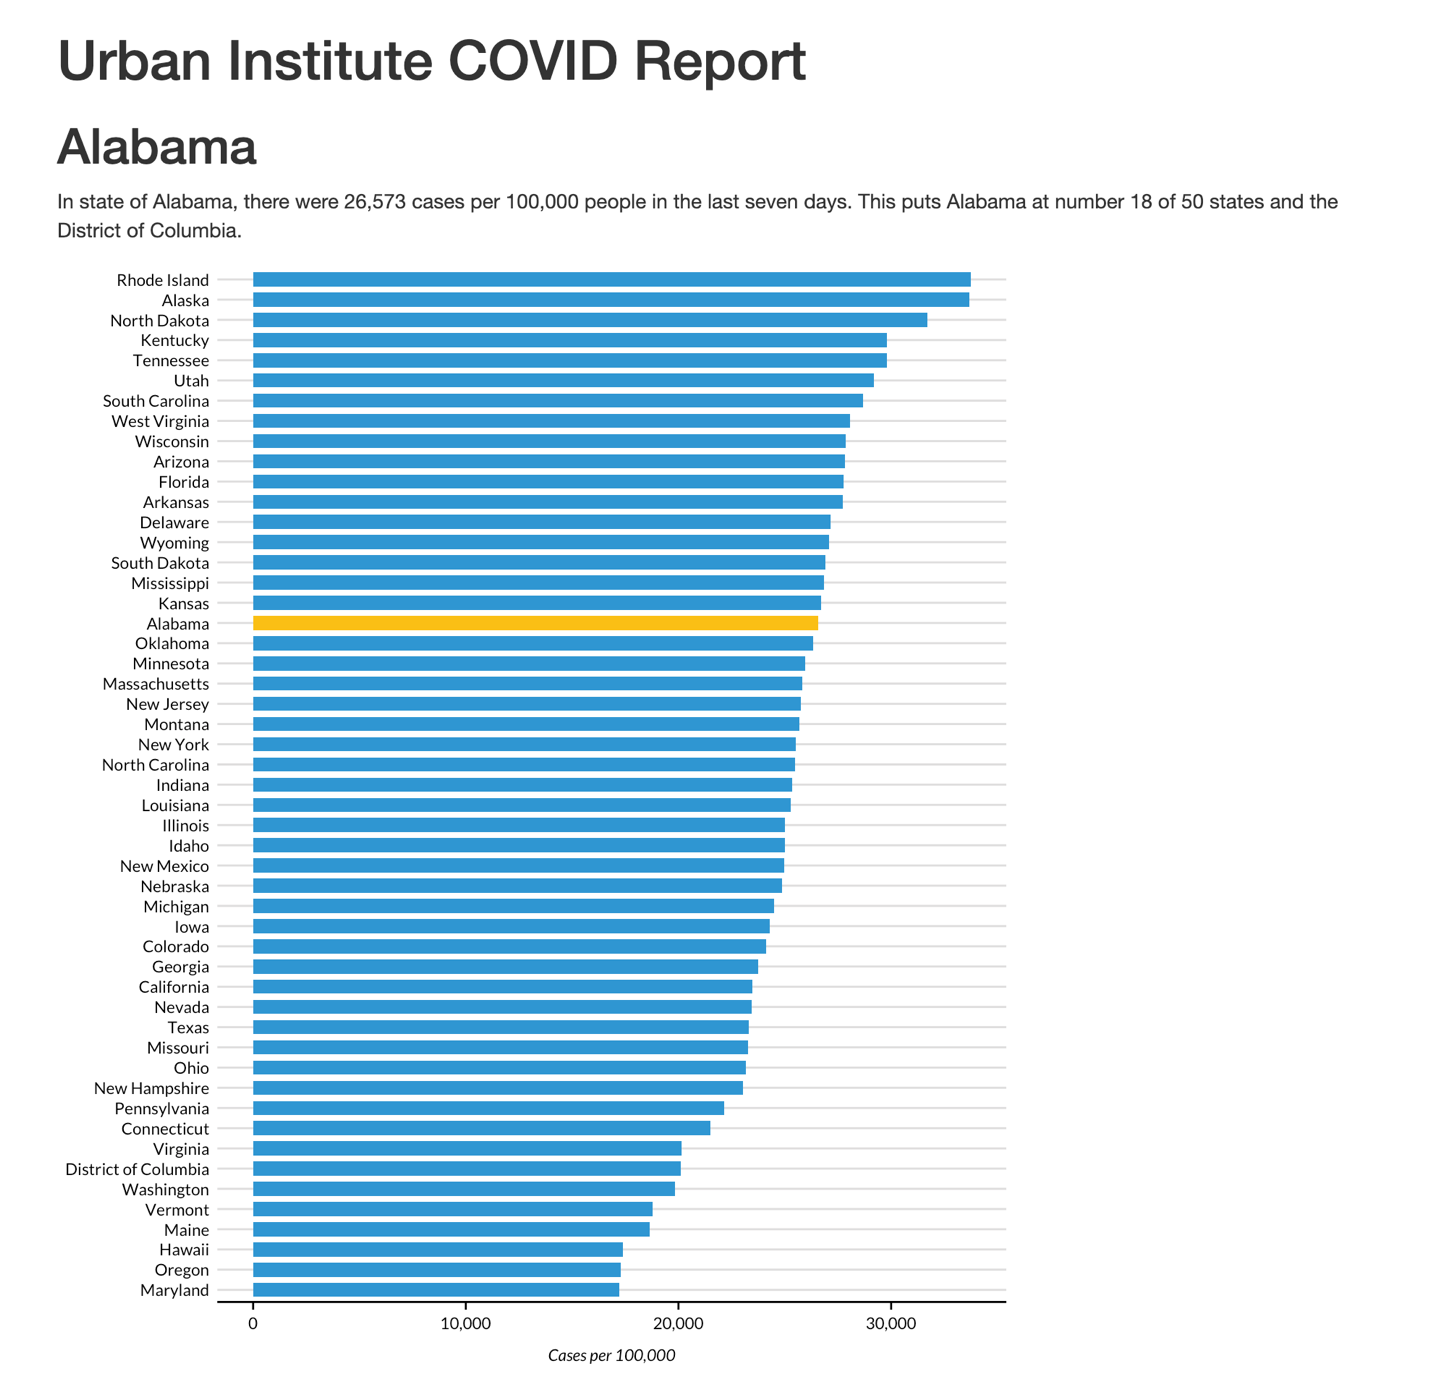 Urban Institute COVID Report
Alabama
In state of Alabama, there were 26,573 cases per 100,000 people in the last seven days. This puts Alabama at number 18 of 50 states and the
District of Columbia.
Rhode Island
Alaska
North Dakota
Kentucky
Tennessee
Utah
South Carolina
West Virginia
Wisconsin
Arizona
Florida
Arkansas
Delaware
Wyoming
South Dakota
Mississippi
Kansas
Alabama
Oklahoma
Minnesota
Massachusetts
New Jersey
Montana
New York
North Carolina
Indiana
Louisiana
Illinois
Idaho
New Mexico
Nebraska
Michigan
Iowa
Colorado
Georgia
California
Nevada
Texas
Missouri
Ohio
New Hampshire
Pennsylvania
Connecticut
Virginia
District of Columbia
Washington
Vermont
Maine
Hawaii
Oregon
Maryland
0 10,000 20,000 30,000
Cases per 100,000